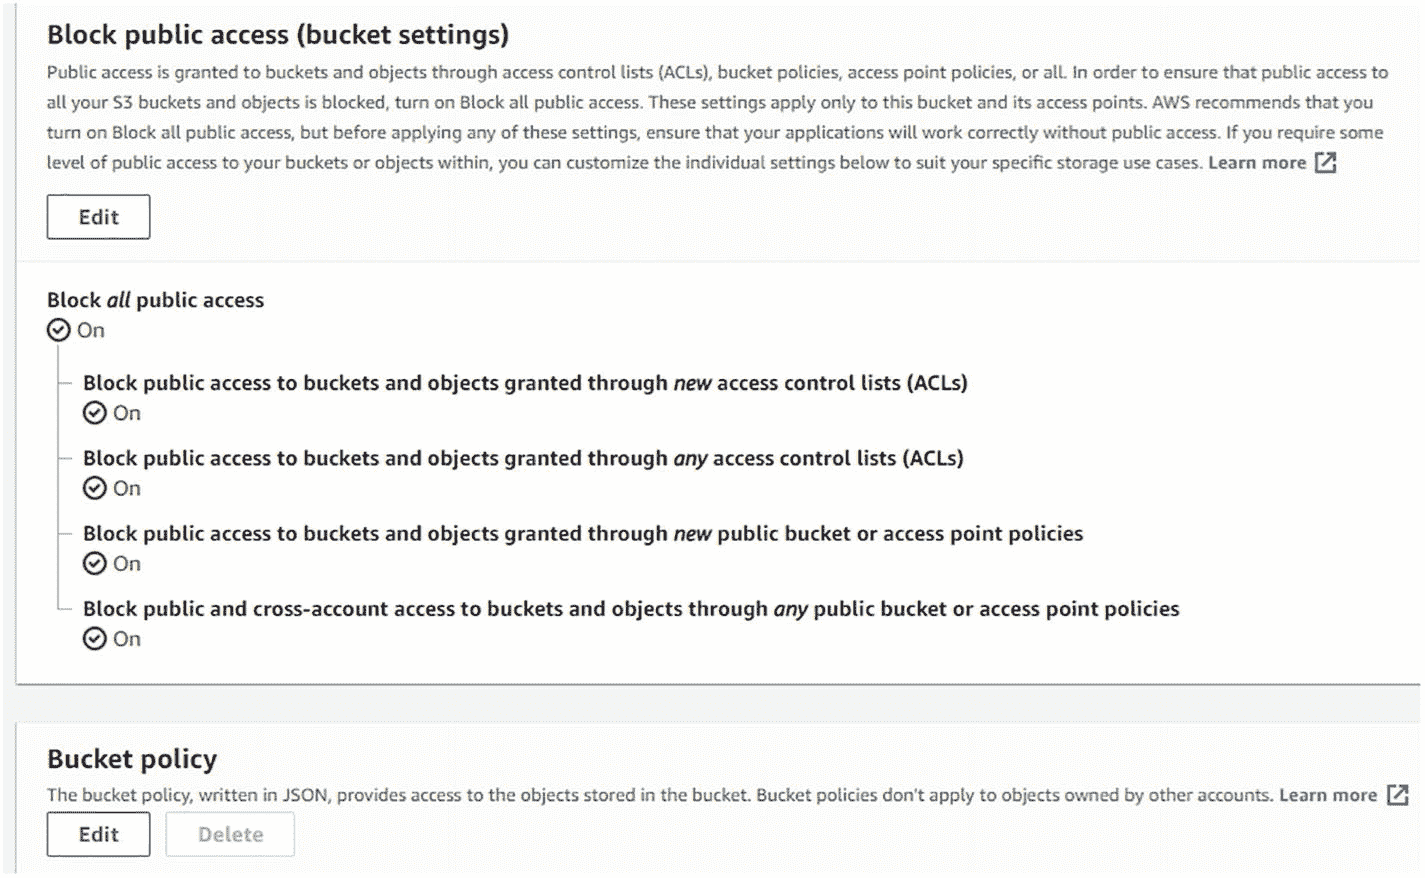 Block public access (bucket settings)
Public access is granted to buckets and objects through access control lists (ACLs), bucket policies, access point policies, or all. In order to ensure that public access to
all your S3 buckets and objects is blocked, turn on Block all public access. These settings apply only to this bucket and its access points. AWS recommends that you
turn on Block all public access, but before applying any of these settings, ensure that your applications will work correctly without public access. If you require some
level of public access to your buckets or objects within, you can customize the individual settings below to suit your specific storage use cases. Learn more
Edit
Block all public access
On
Block public access to buckets and objects granted through new access control lists (ACLs)
On
Block public access to buckets and objects granted through any access control lists (ACLs)
On
Block public access to buckets and objects granted through new public bucket or access point policies
On
Block public and cross-account access to buckets and objects through any public bucket or access point policies
On
Bucket policy
The bucket policy, written in JSON, provides access to the objects stored in the bucket. Bucket policies don't apply to objects owned by other accounts. Learn more
Edit Delete